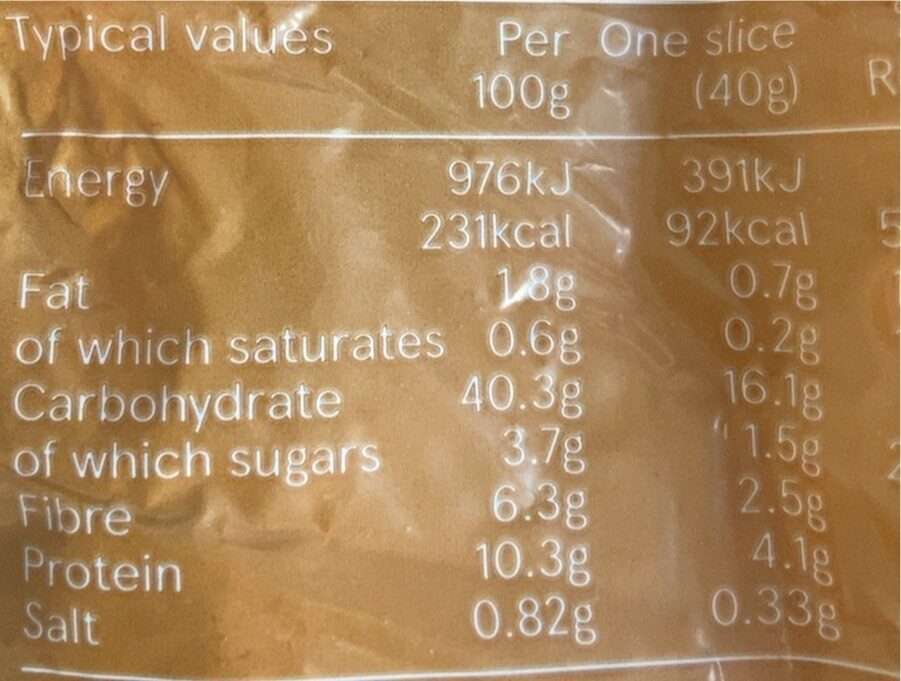 Typical values Per One slice
100g (40g) R
Energy 976kJ 391kJ
231kcal 92kcal 5
Fat 1.8g 0.7g
of which saturates 0.6g 0.2g
Carbohydrate 40.3g 16.1g
of which sugars 3.7g 1.5g
Fibre 6.3g 2.5g
Protein 10.3g 4.1g
Salt 0.82g 0.33g